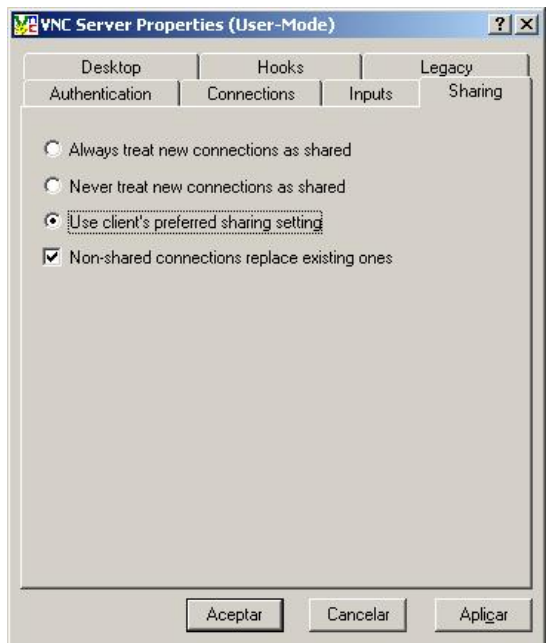 VNC Server Properties (User-Mode)
Desktop Hooks Legacy
Authentication Connections Inputs Sharing
Always treat new connections as shared
Never treat new connections as shared
Use client's preferred sharing setting
Non-shared connections replace existing ones
Aceptar Cancelar Aplicar